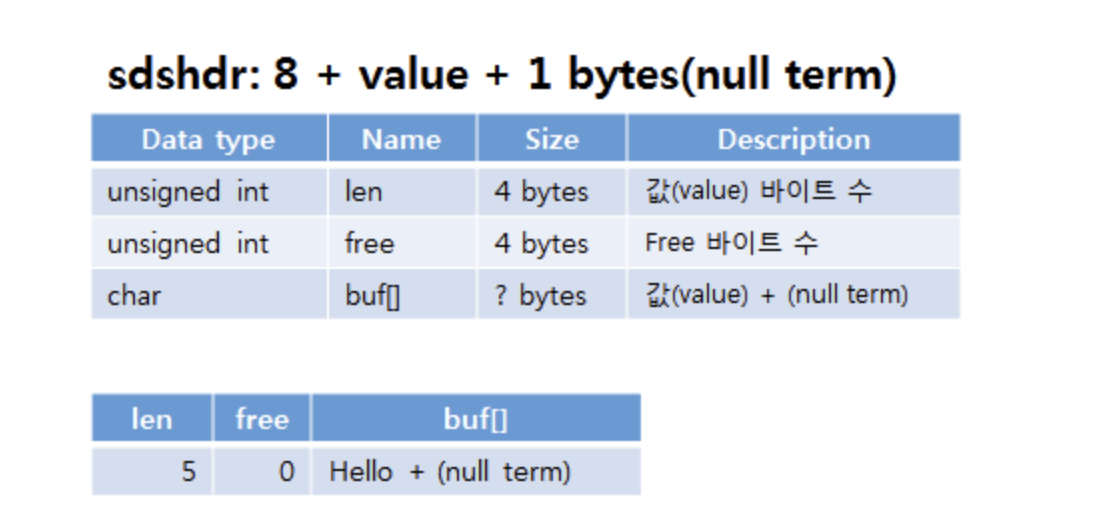 sdshdr: 8 + value + 1 bytes(null term)
Data type Name Size Description
unsigned int len 4 bytes 값(value) 바이트 수
unsigned int free 4 bytes Free 바이트 수
char buf[] ? bytes 값(value) + (null term)
len free buf[]
5 0 Hello + (null term)